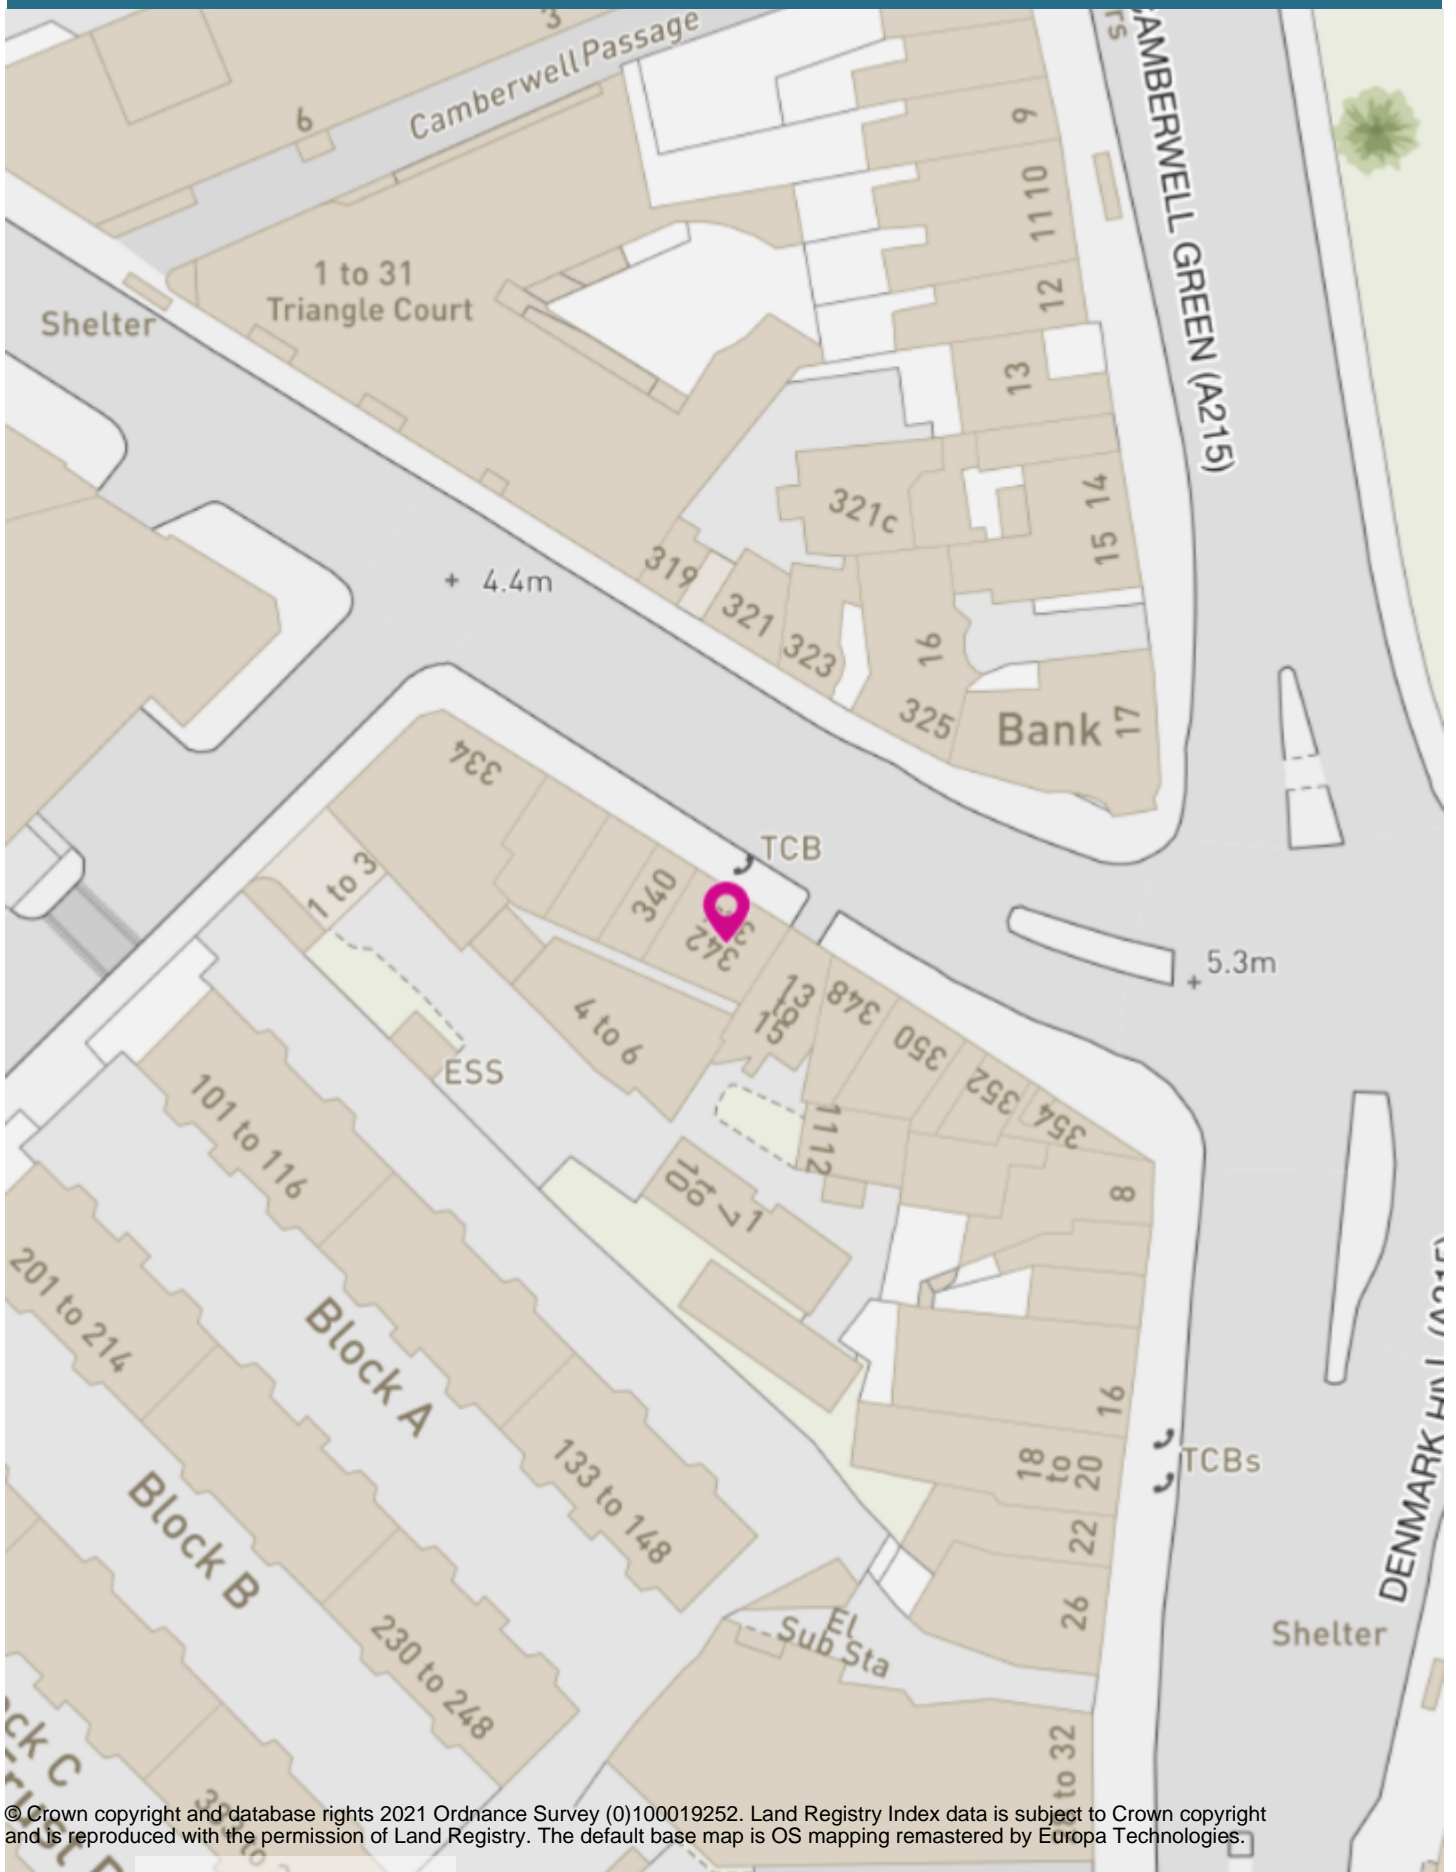 Camberwell Passage
6
CAMBERWELL GREEN (A215)
9
10
11
12
13
1 to 31
Triangle Court
Shelter
321c
14
15
319
321
323
16
325
Bank
17
4.4m
334
TCB
1 to 3
340
342
13
to
15
348
350
352
354
5.3m
4 to 6
ESS
11
12
101 to 116
8
201 to 214
Block A
16
18
to
20
TCBs
133 to 148
Block B
22
26
DENMARK HILL (A215)
El
Sub Sta
Shelter
230 to 248
to 32
© Crown copyright and database rights 2021 Ordnance Survey (0)100019252. Land Registry Index data is subject to Crown copyright
and is reproduced with the permission of Land Registry. The default base map is OS mapping remastered by Europa Technologies.